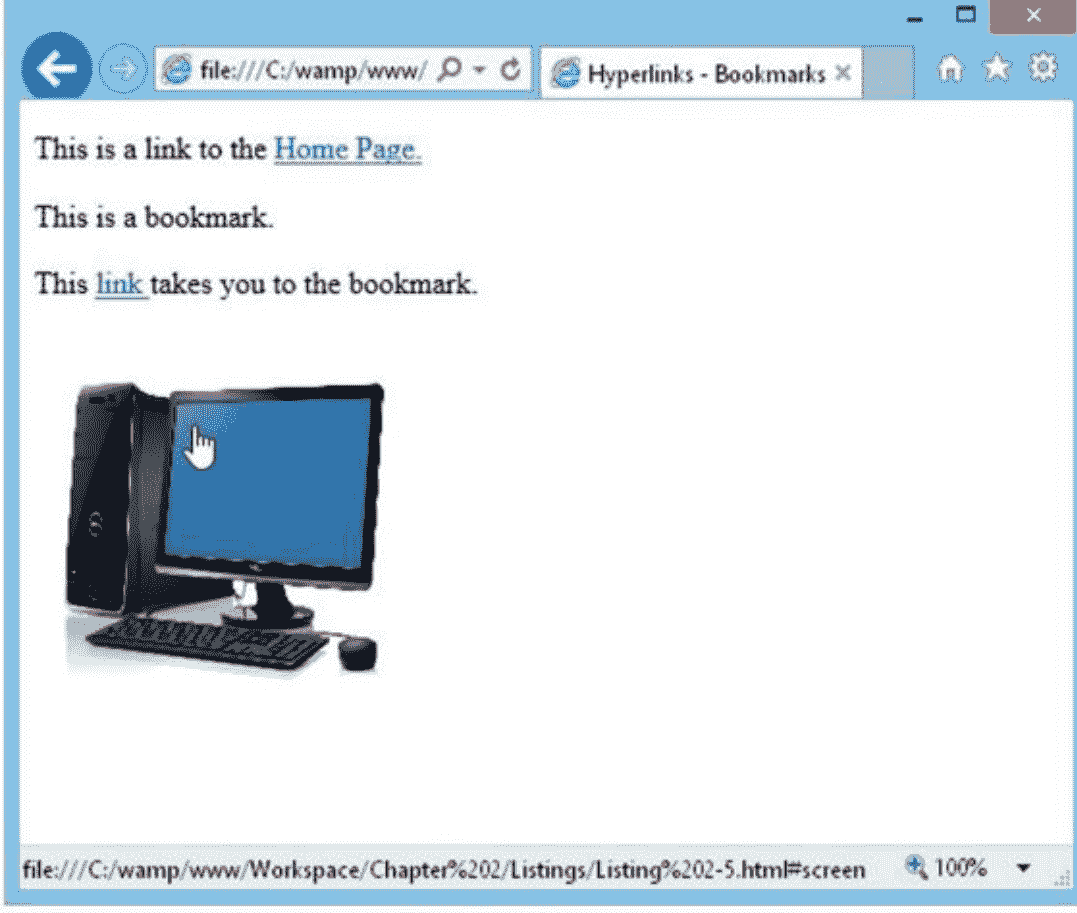 file:///C:/wamp/www/
Hyperlinks - Bookmarks
This is a link to the Home Page.
This is a bookmark.
This link takes you to the bookmark.
file:///C:/wamp/www/Workspace/Chapter%202/Listings/Listing%202-5.html#screen
100%